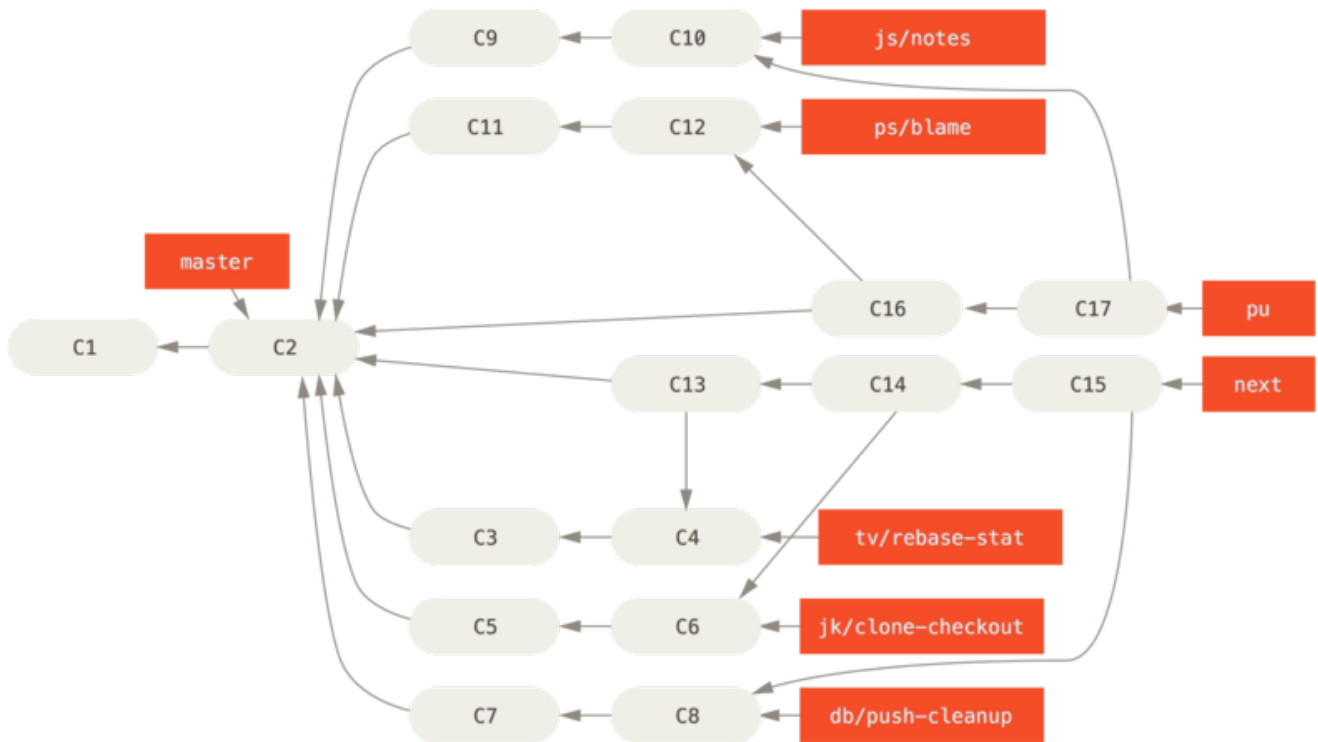 C9
C10
js/notes
C11
C12
ps/blame
master
C16
C17
pu
C1
C2
C13
C14
C15
next
C3
C4
tv/rebase-stat
C5
C6
jk/clone-checkout
C7
C8
db/push-cleanup